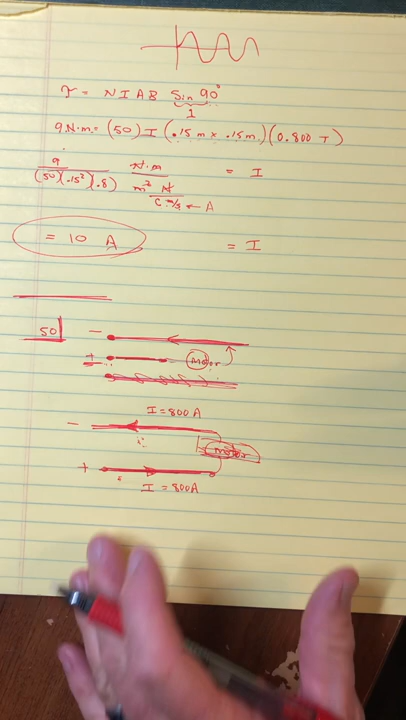 τ = N I A B Sin 90°
1
9 N·m = (50) I (.15 m × .15 m)(0.800 T)
9 / (50)(.15²)(.8) N·m / m² N / C·m/s ← A = I
= 10 A = I
50
−
+ motor
I = 800 A
−
motor
+
I = 800 A